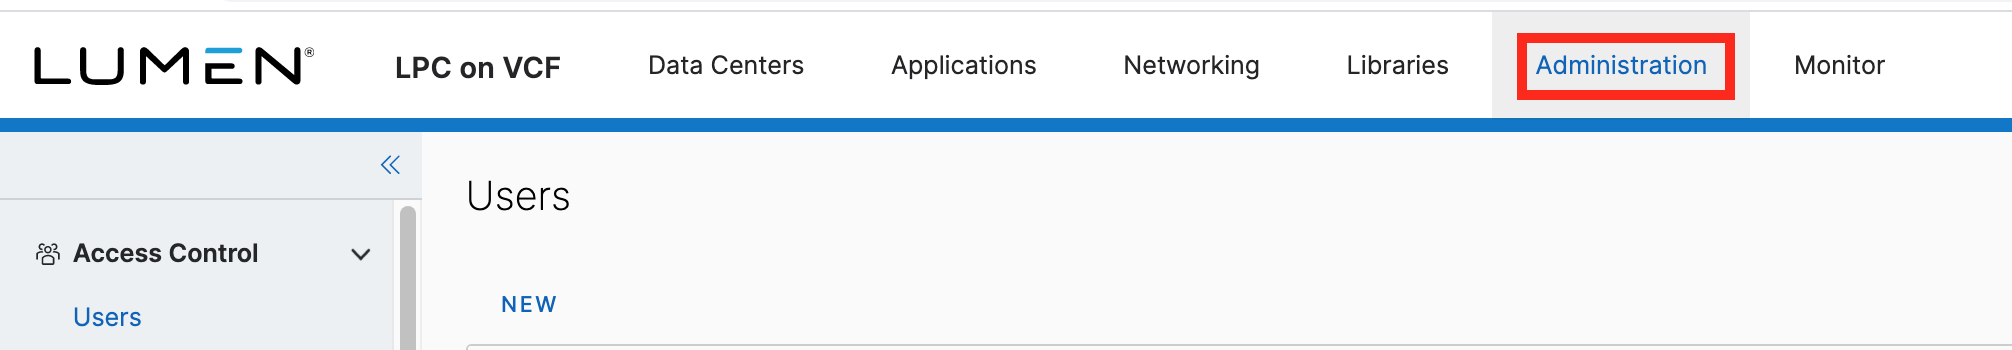 LUMEN® LPC on VCF Data Centers Applications Networking Libraries Administration Monitor
Users
Access Control
NEW
Users